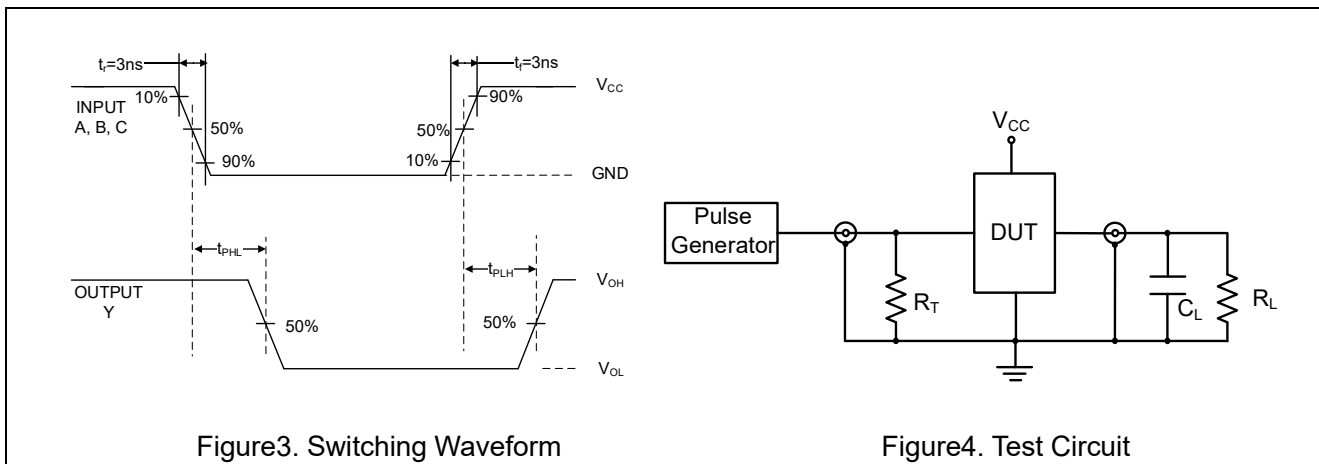 tr=3ns
tf=3ns
INPUT
A, B, C
10%
50%
90%
90%
50%
10%
VCC
GND
tPHL
tPLH
OUTPUT
Y
50%
50%
VOH
VOL
Figure3. Switching Waveform
VCC
Pulse
Generator
DUT
RT
CL
RL
Figure4. Test Circuit